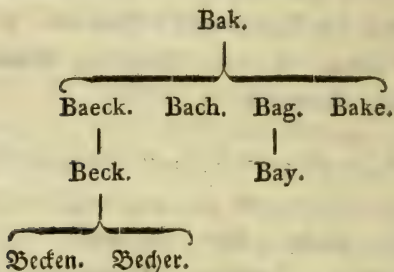 Bak.
Baeck. Bach. Bag. Bake.
Beck. Bay.
Becken. Becher.